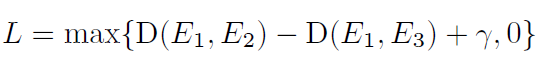 L = max{D(E₁, E₂) − D(E₁, E₃) + γ, 0}